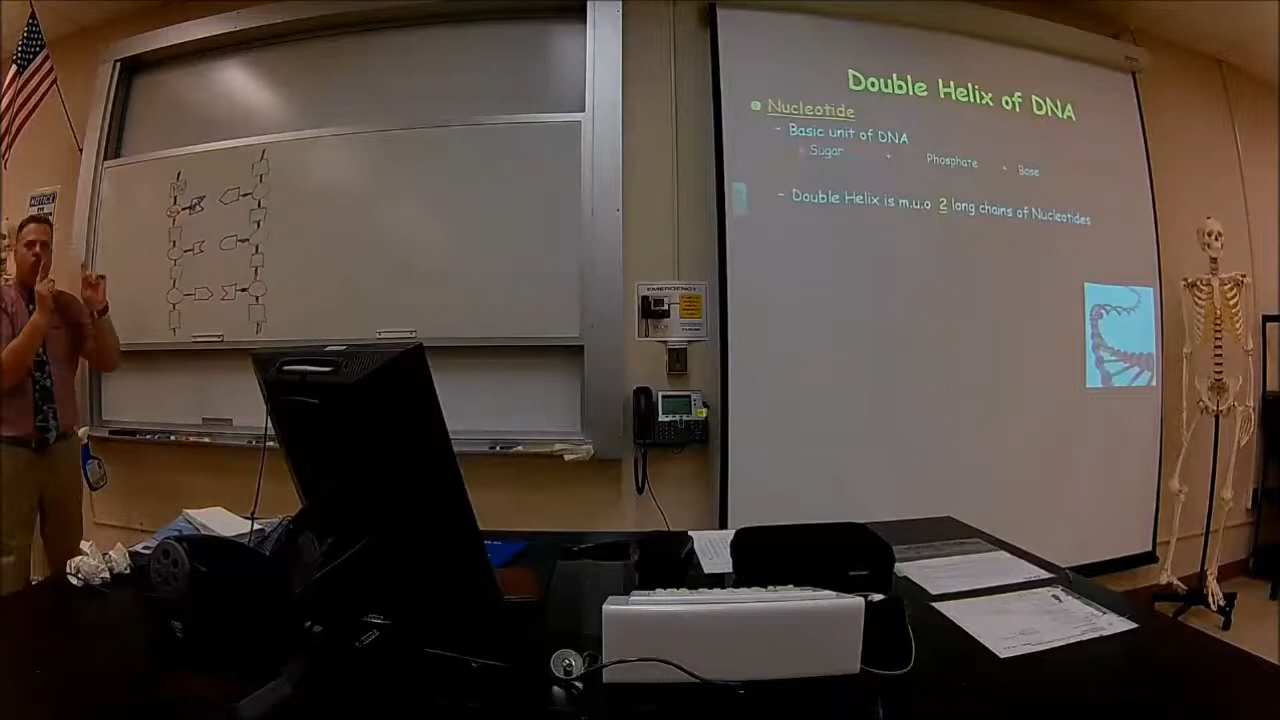 NOTICE
EMERGENCY
Double Helix of DNA
Nucleotide
- Basic unit of DNA
Sugar + Phosphate + Base
- Double Helix is m.u.o 2 long chains of Nucleotides